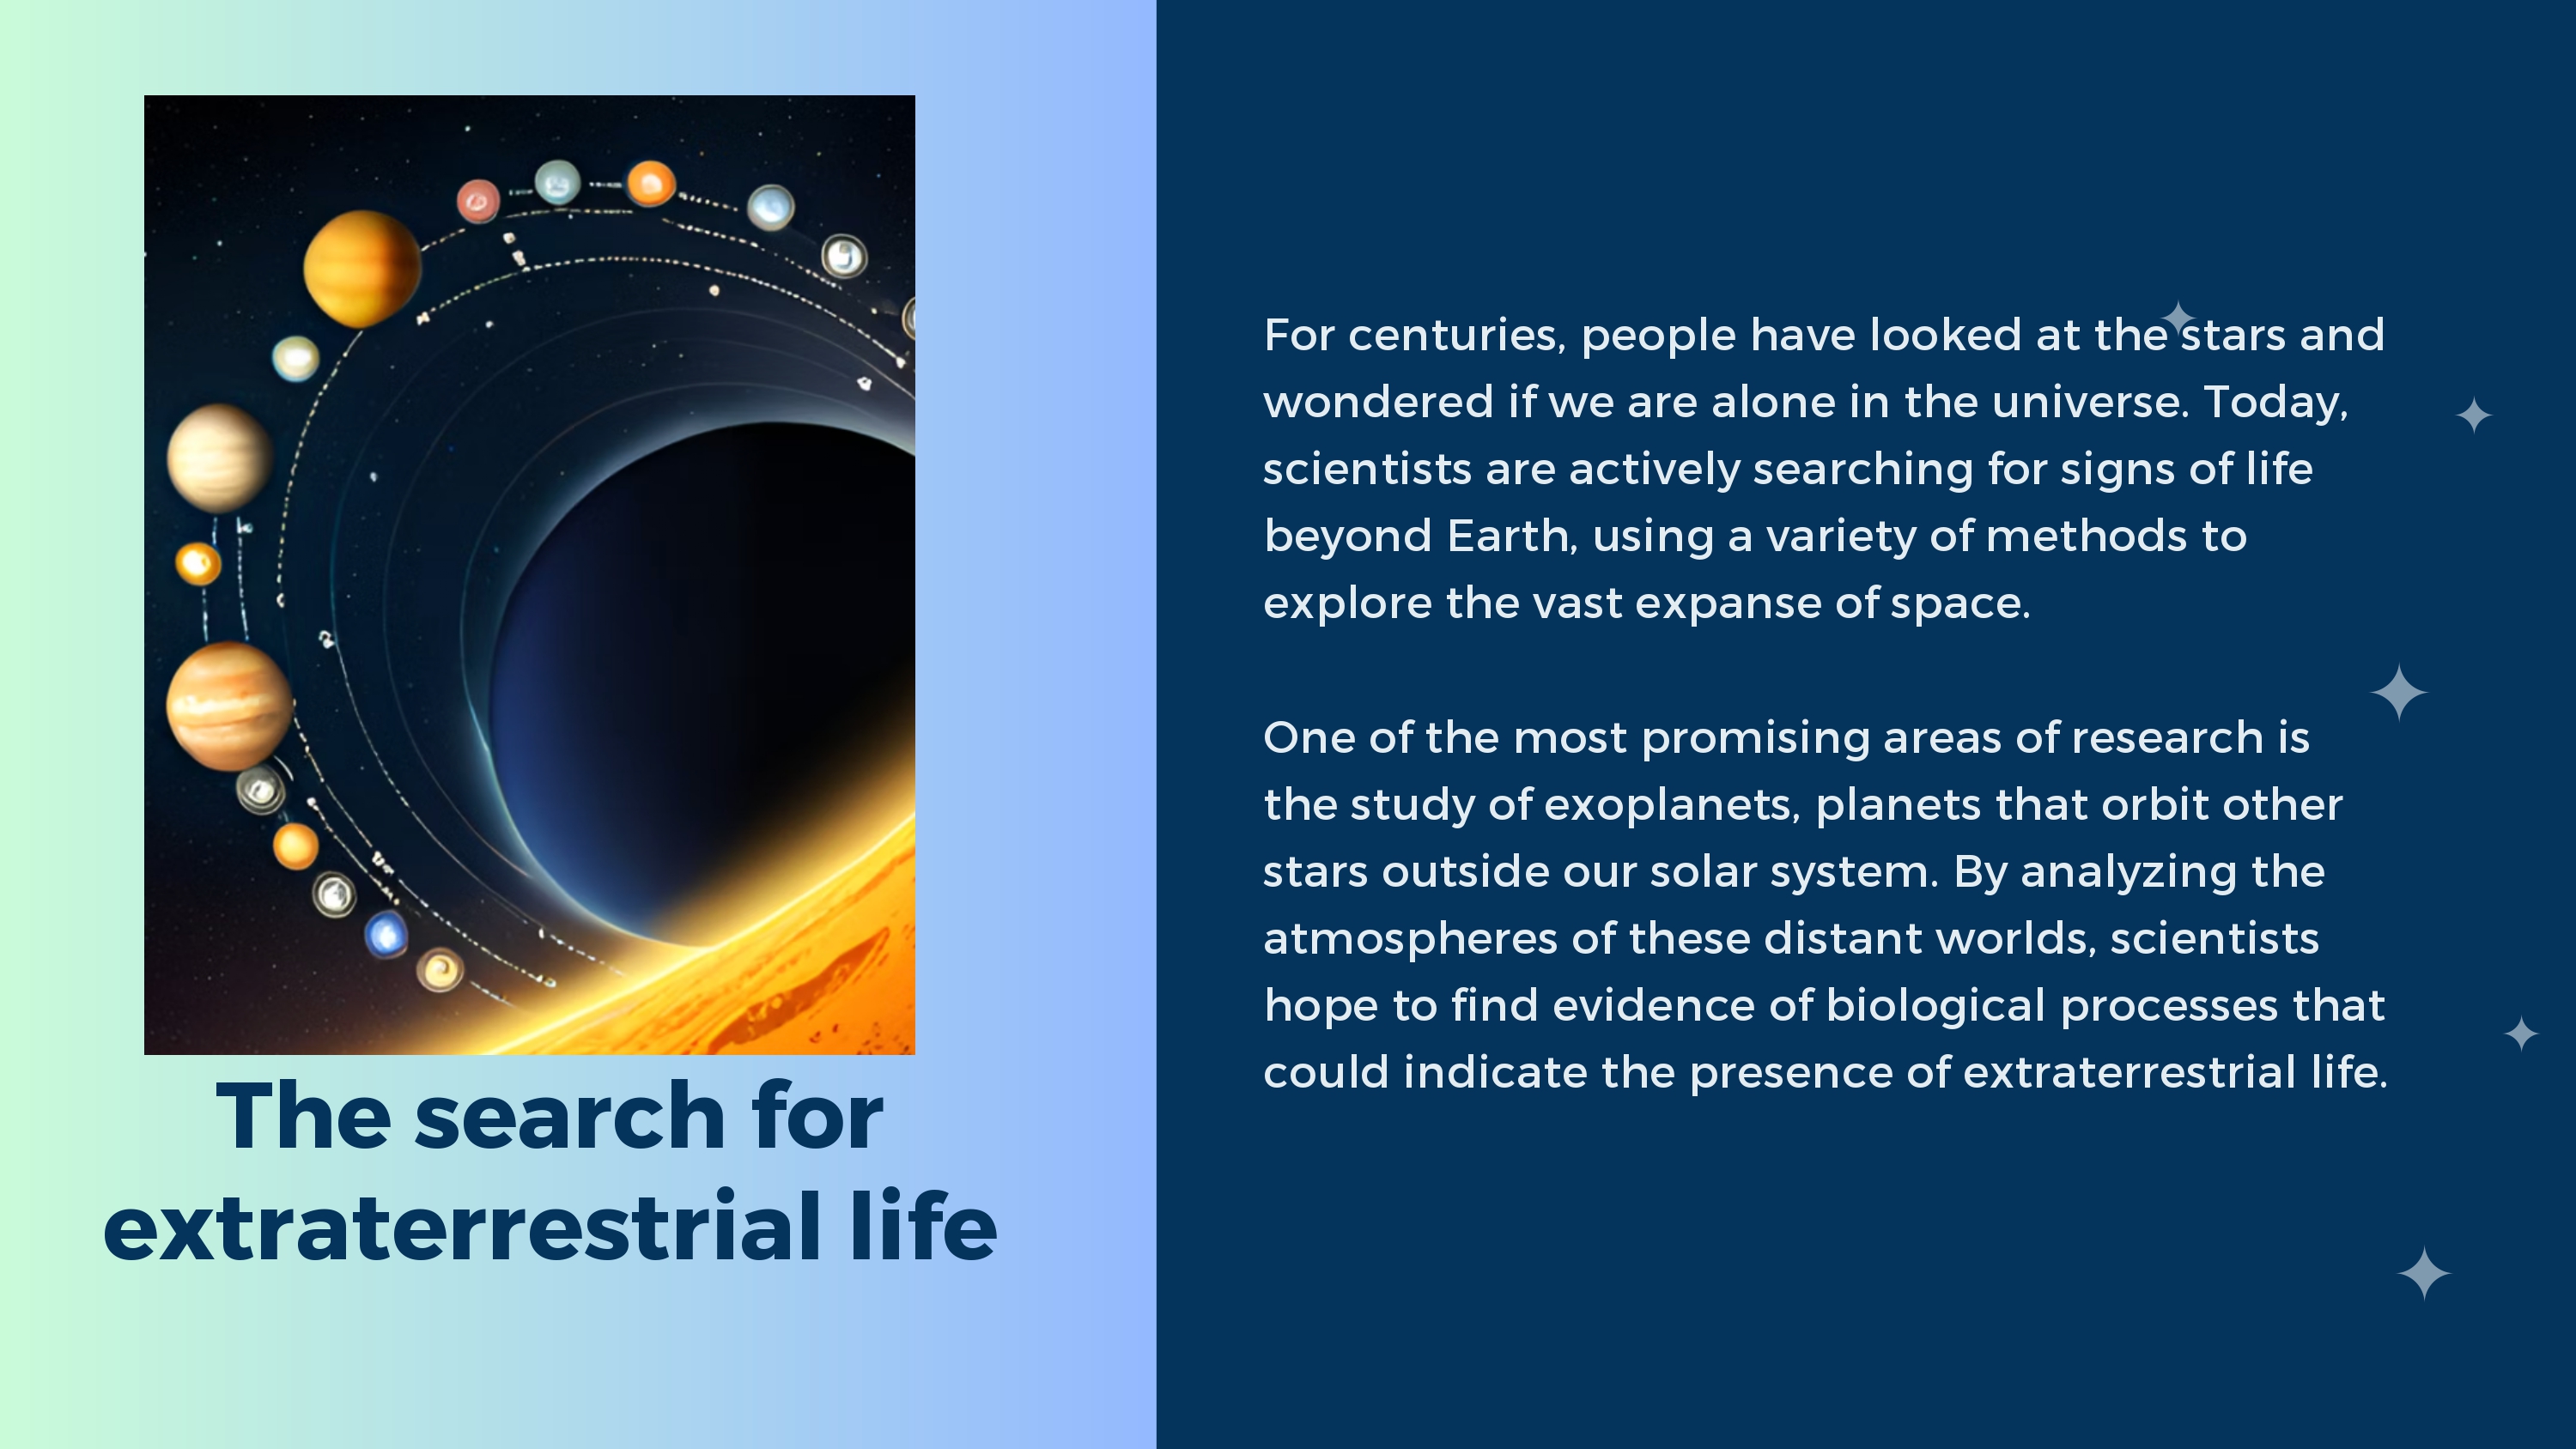 The search for
extraterrestrial life
For centuries, people have looked at the stars and
wondered if we are alone in the universe. Today,
scientists are actively searching for signs of life
beyond Earth, using a variety of methods to
explore the vast expanse of space.
One of the most promising areas of research is
the study of exoplanets, planets that orbit other
stars outside our solar system. By analyzing the
atmospheres of these distant worlds, scientists
hope to find evidence of biological processes that
could indicate the presence of extraterrestrial life.